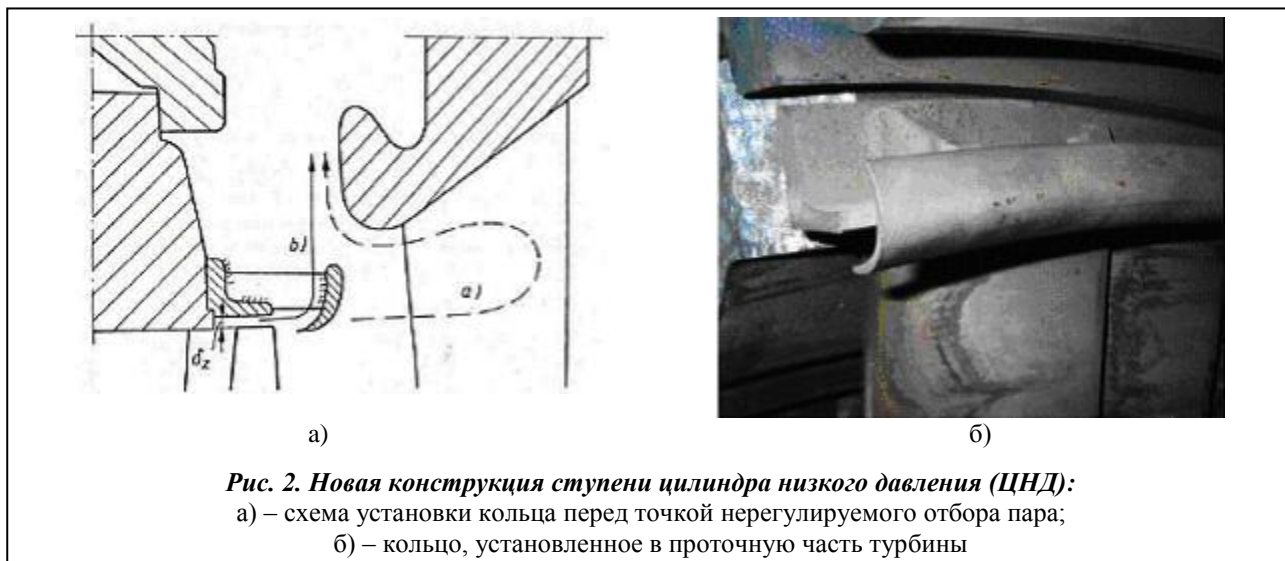 b)
a)
δz
а)
б)
Рис. 2. Новая конструкция ступени цилиндра низкого давления (ЦНД):
а) – схема установки кольца перед точкой нерегулируемого отбора пара;
б) – кольцо, установленное в проточную часть турбины